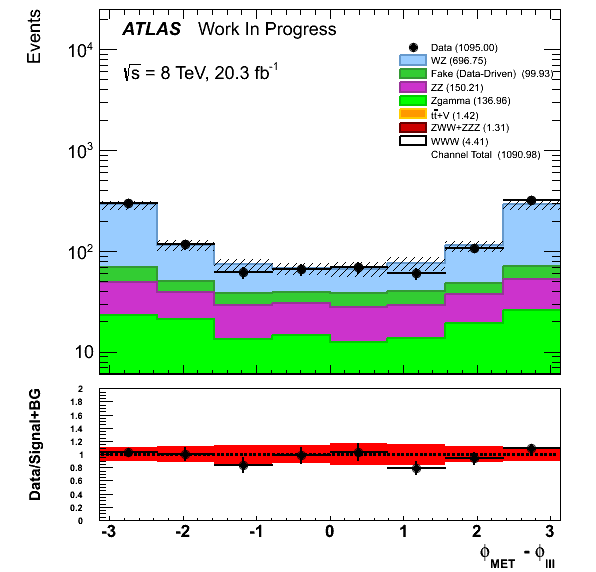 Events
10⁴
10³
10²
10
ATLAS Work In Progress
√s = 8 TeV, 20.3 fb⁻¹
Data (1095.00)
WZ (696.75)
Fake (Data-Driven) (99.93)
ZZ (150.21)
Zgamma (136.96)
tt̄+V (1.42)
ZWW+ZZZ (1.31)
WWW (4.41)
Channel Total (1090.98)
Data/Signal+BG
2
1.8
1.6
1.4
1.2
1
0.8
0.6
0.4
0.2
0
-3 -2 -1 0 1 2 3
ϕMET - ϕlll